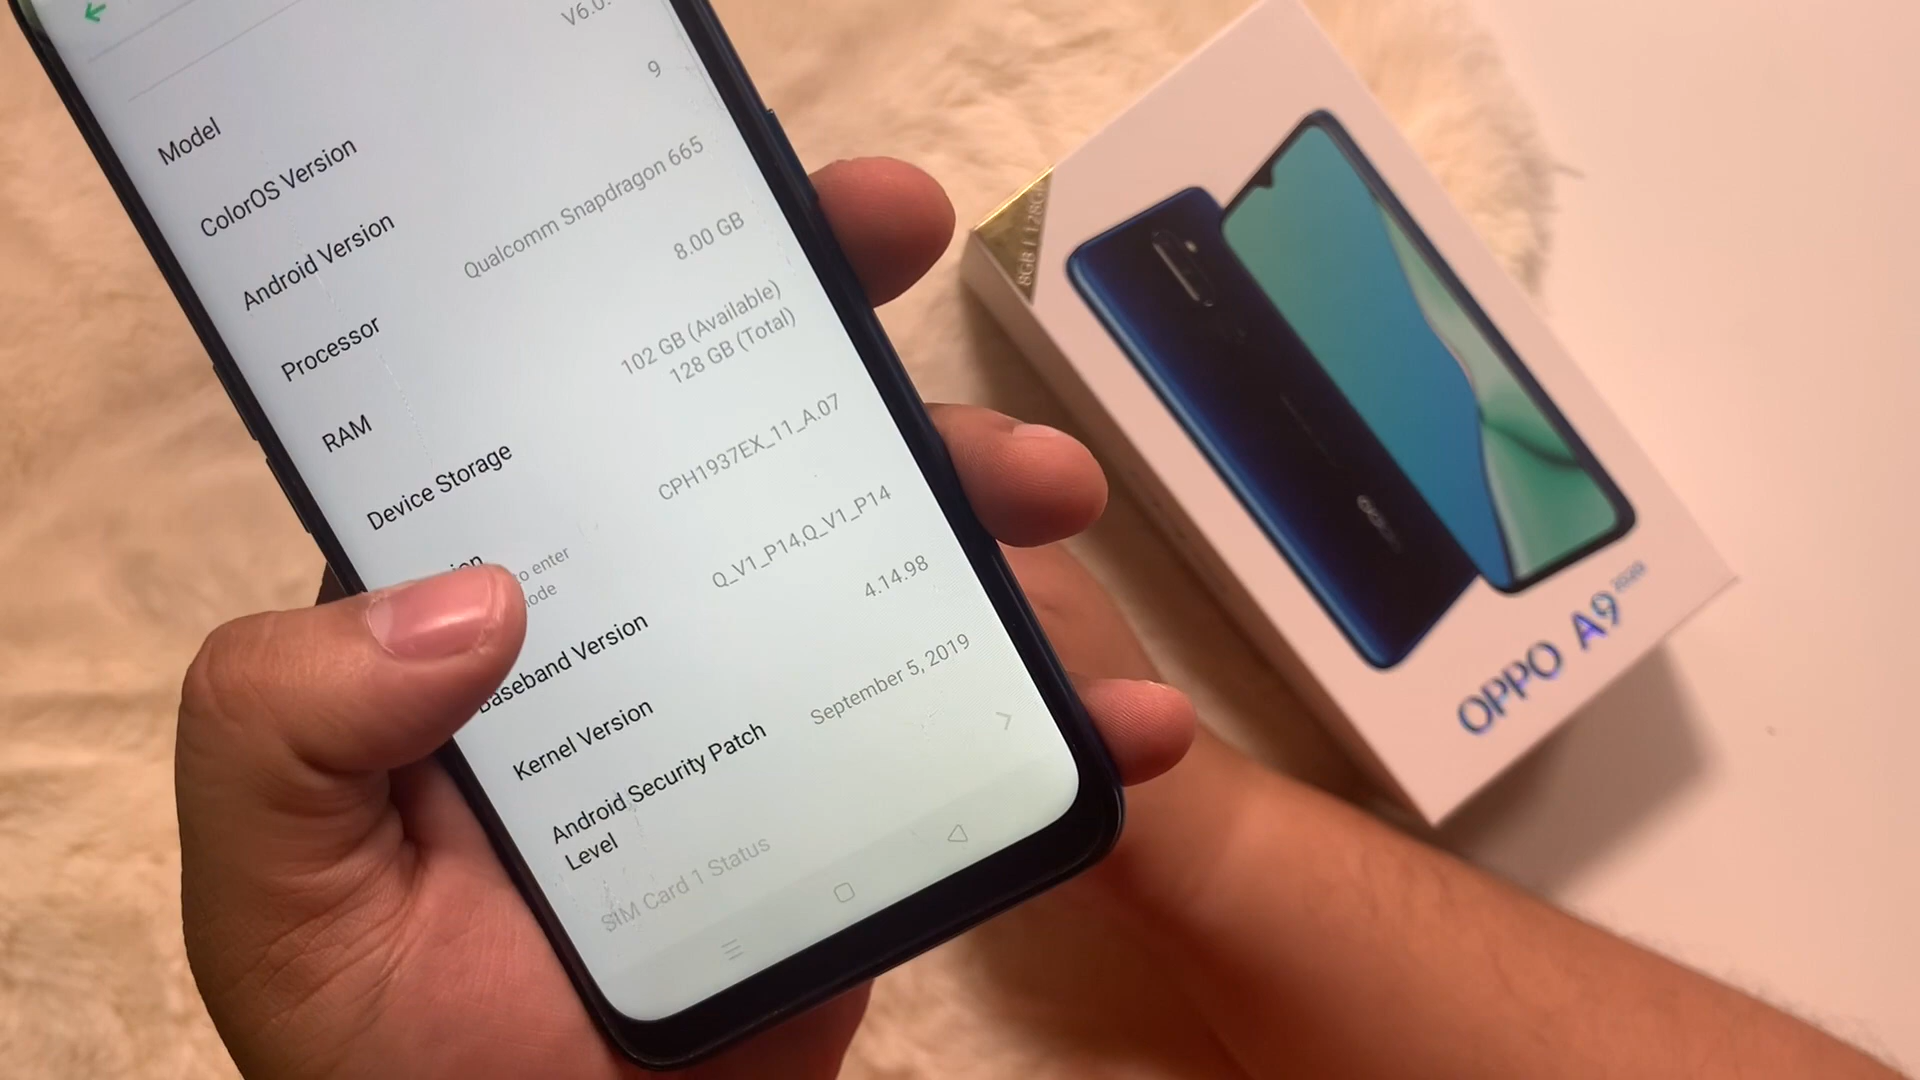 Model
ColorOS Version
V6.0.
Android Version
9
Processor
Qualcomm Snapdragon 665
RAM
8.00 GB
Device Storage
102 GB (Available)
128 GB (Total)
CPH1937EX_11_A.07
enter
Baseband Version
Q_V1_P14,Q_V1_P14
Kernel Version
4.14.98
Android Security Patch
Level
September 5, 2019
SIM Card 1 Status
8GB | 128GB
oppo
OPPO A9 2020